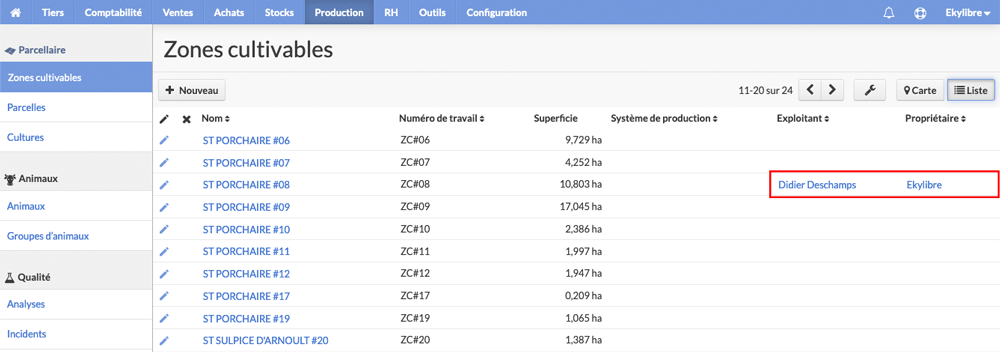 Tiers Comptabilité Ventes Achats Stocks Production RH Outils Configuration Ekylibre
Parcellaire
Zones cultivables
Parcelles
Cultures
Animaux
Animaux
Groupes d'animaux
Qualité
Analyses
Incidents
Zones cultivables
Nouveau 11-20 sur 24 Carte Liste
Nom Numéro de travail Superficie Système de production Exploitant Propriétaire
ST PORCHAIRE #06 ZC#06 9,729 ha
ST PORCHAIRE #07 ZC#07 4,252 ha
ST PORCHAIRE #08 ZC#08 10,803 ha Didier Deschamps Ekylibre
ST PORCHAIRE #09 ZC#09 17,045 ha
ST PORCHAIRE #10 ZC#10 2,386 ha
ST PORCHAIRE #11 ZC#11 1,997 ha
ST PORCHAIRE #12 ZC#12 1,947 ha
ST PORCHAIRE #17 ZC#17 0,209 ha
ST PORCHAIRE #19 ZC#19 1,065 ha
ST SULPICE D'ARNOULT #20 ZC#20 1,387 ha